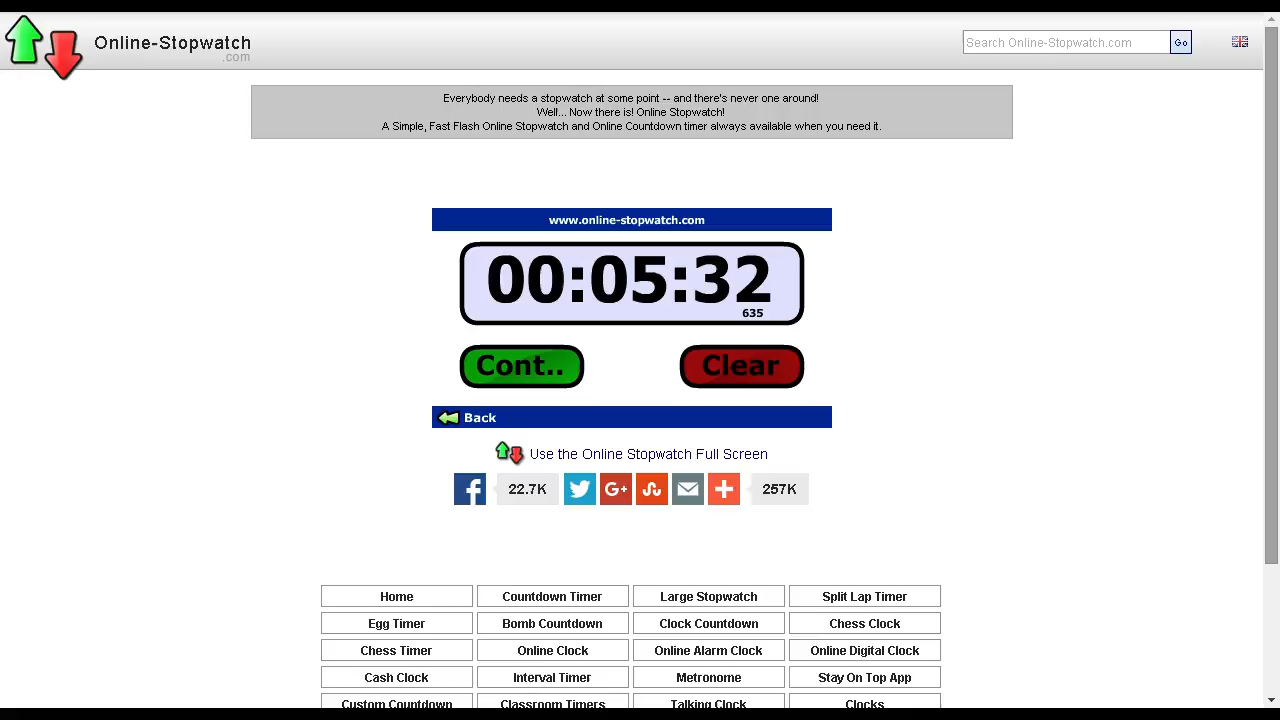 Online-Stopwatch
.com
Search Online-Stopwatch.com Go
Everybody needs a stopwatch at some point -- and there's never one around!
Well... Now there is! Online Stopwatch!
A Simple, Fast Flash Online Stopwatch and Online Countdown timer always available when you need it.
www.online-stopwatch.com
00:05:32
635
Cont.. Clear
Back
Use the Online Stopwatch Full Screen
22.7K 257K
Home Countdown Timer Large Stopwatch Split Lap Timer
Egg Timer Bomb Countdown Clock Countdown Chess Clock
Chess Timer Online Clock Online Alarm Clock Online Digital Clock
Cash Clock Interval Timer Metronome Stay On Top App
Custom Countdown Classroom Timers Talking Clock Clocks